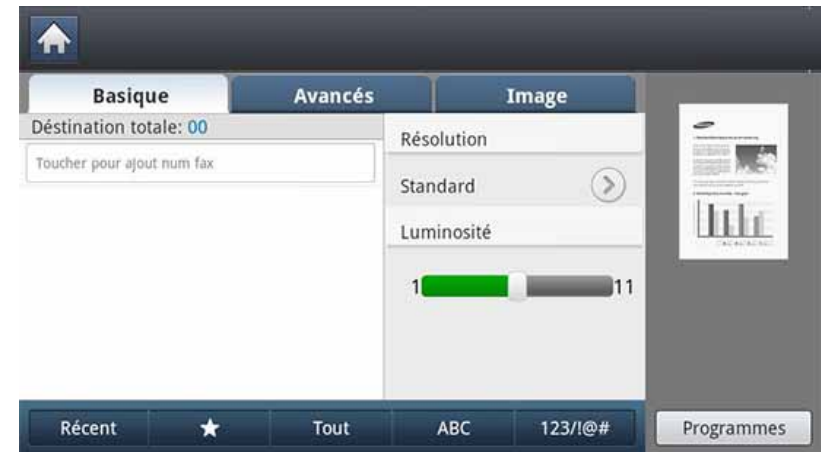 Basique
Avancés
Image
Déstination totale: 00
Toucher pour ajout num fax
Résolution
Standard
Luminosité
1
11
Récent
Tout
ABC
123/!@#
Programmes